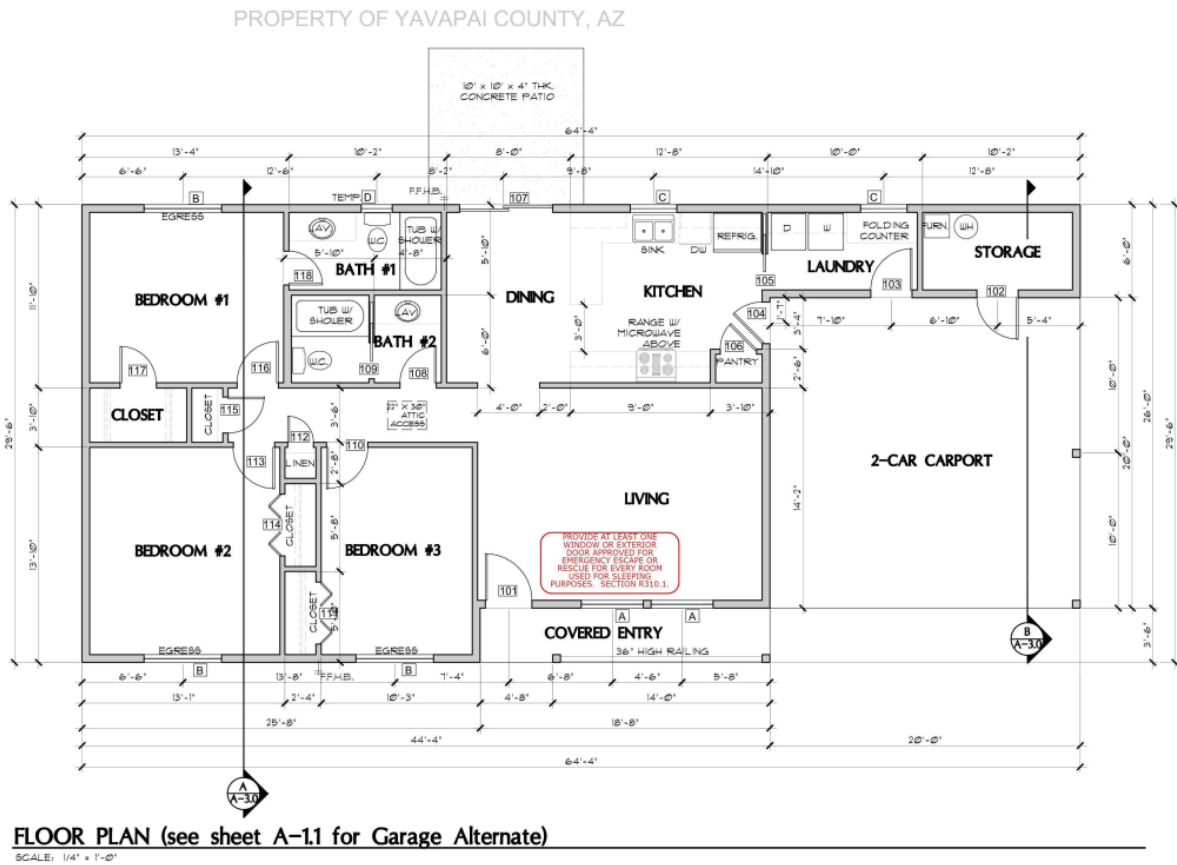 PROPERTY OF YAVAPAI COUNTY, AZ
10' x 10' x 4" THK.
CONCRETE PATIO
64'-4"
13'-4" 10'-2" 8'-0" 12'-8" 10'-0" 10'-2"
6'-6" 12'-6" 8'-2" 9'-8" 14'-10" 12'-8"
TEMP. D F.F.H.B. 107
B C C
EGRESS
LAV
W.C.
TUB W/
SHOWER
5'-10" 4'-8"
118 BATH #1
BEDROOM #1
TUB W/
SHOWER
LAV
BATH #2
W.C.
109
108
117
116
5'-10"
6'-0"
DINING
KITCHEN
SINK
DW
REFRIG.
3'-0"
RANGE W/
MICROWAVE
ABOVE
105
104
106
PANTRY
D W
FOLDING
COUNTER
LAUNDRY
103
FURN. WH
STORAGE
102
1'-7"
3'-4"
7'-10" 6'-10" 5'-4"
2'-6"
11'-10"
3'-10"
13'-10"
29'-6"
6'-0"
10'-0"
20'-0"
26'-0"
29'-6"
10'-0"
3'-6"
CLOSET
CLOSET
115
22" X 30"
ATTIC
ACCESS
3'-6"
4'-0" 2'-0" 9'-0" 3'-10"
112
110
113
LINEN
2'-8"
114
CLOSET
5'-8"
BEDROOM #2
BEDROOM #3
CLOSET
LIVING
14'-2"
2-CAR CARPORT
PROVIDE AT LEAST ONE
WINDOW OR EXTERIOR
DOOR APPROVED FOR
EMERGENCY ESCAPE OR
RESCUE FOR EVERY ROOM
USED FOR SLEEPING
PURPOSES. SECTION R310.1.
101
A A
COVERED ENTRY
36" HIGH RAILING
EGRESS
EGRESS
B B
F.F.H.B.
B
A-3.0
6'-6" 13'-8" 7'-4" 6'-8" 4'-6" 5'-8"
13'-1" 2'-4" 10'-3" 4'-8" 14'-0"
25'-8" 18'-8"
44'-4" 20'-0"
64'-4"
A
A-3.0
FLOOR PLAN (see sheet A-1.1 for Garage Alternate)
SCALE: 1/4" = 1'-0"